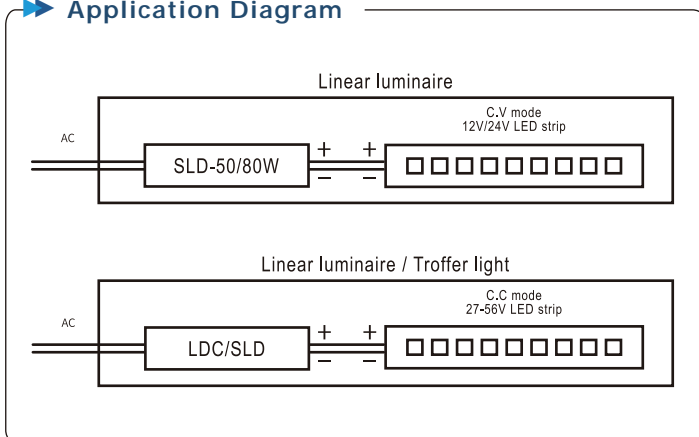 Application Diagram
Linear luminaire
C.V mode
12V/24V LED strip
AC
SLD-50/80W
+ +
− −
Linear luminaire / Troffer light
C.C mode
27-56V LED strip
AC
LDC/SLD
+ +
− −